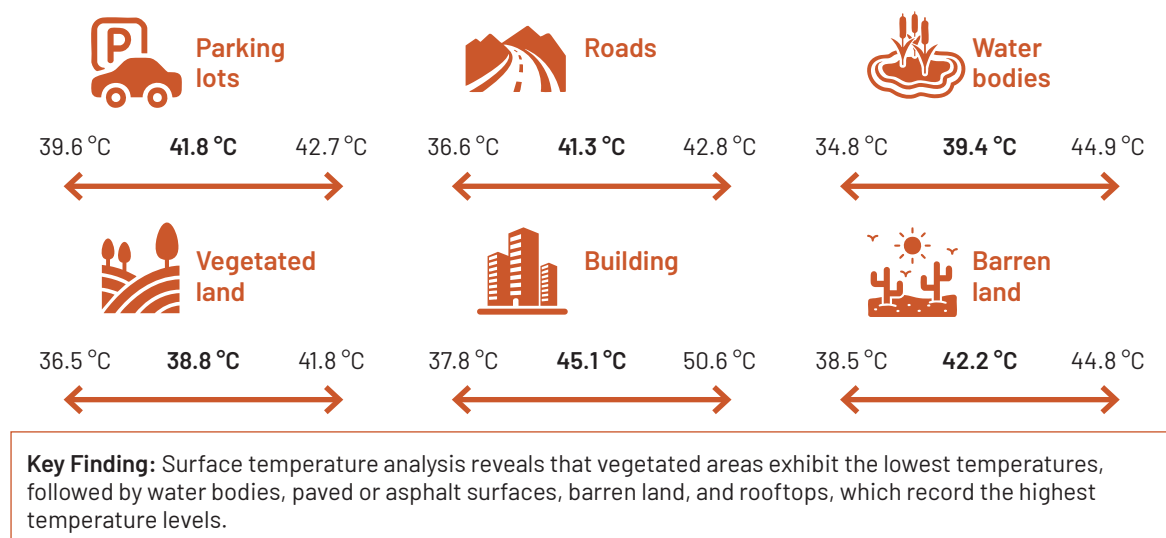 P
Parking
lots
39.6 °C 41.8 °C 42.7 °C
Roads
36.6 °C 41.3 °C 42.8 °C
Water
bodies
34.8 °C 39.4 °C 44.9 °C
Vegetated
land
36.5 °C 38.8 °C 41.8 °C
Building
37.8 °C 45.1 °C 50.6 °C
Barren
land
38.5 °C 42.2 °C 44.8 °C
Key Finding: Surface temperature analysis reveals that vegetated areas exhibit the lowest temperatures,
followed by water bodies, paved or asphalt surfaces, barren land, and rooftops, which record the highest
temperature levels.